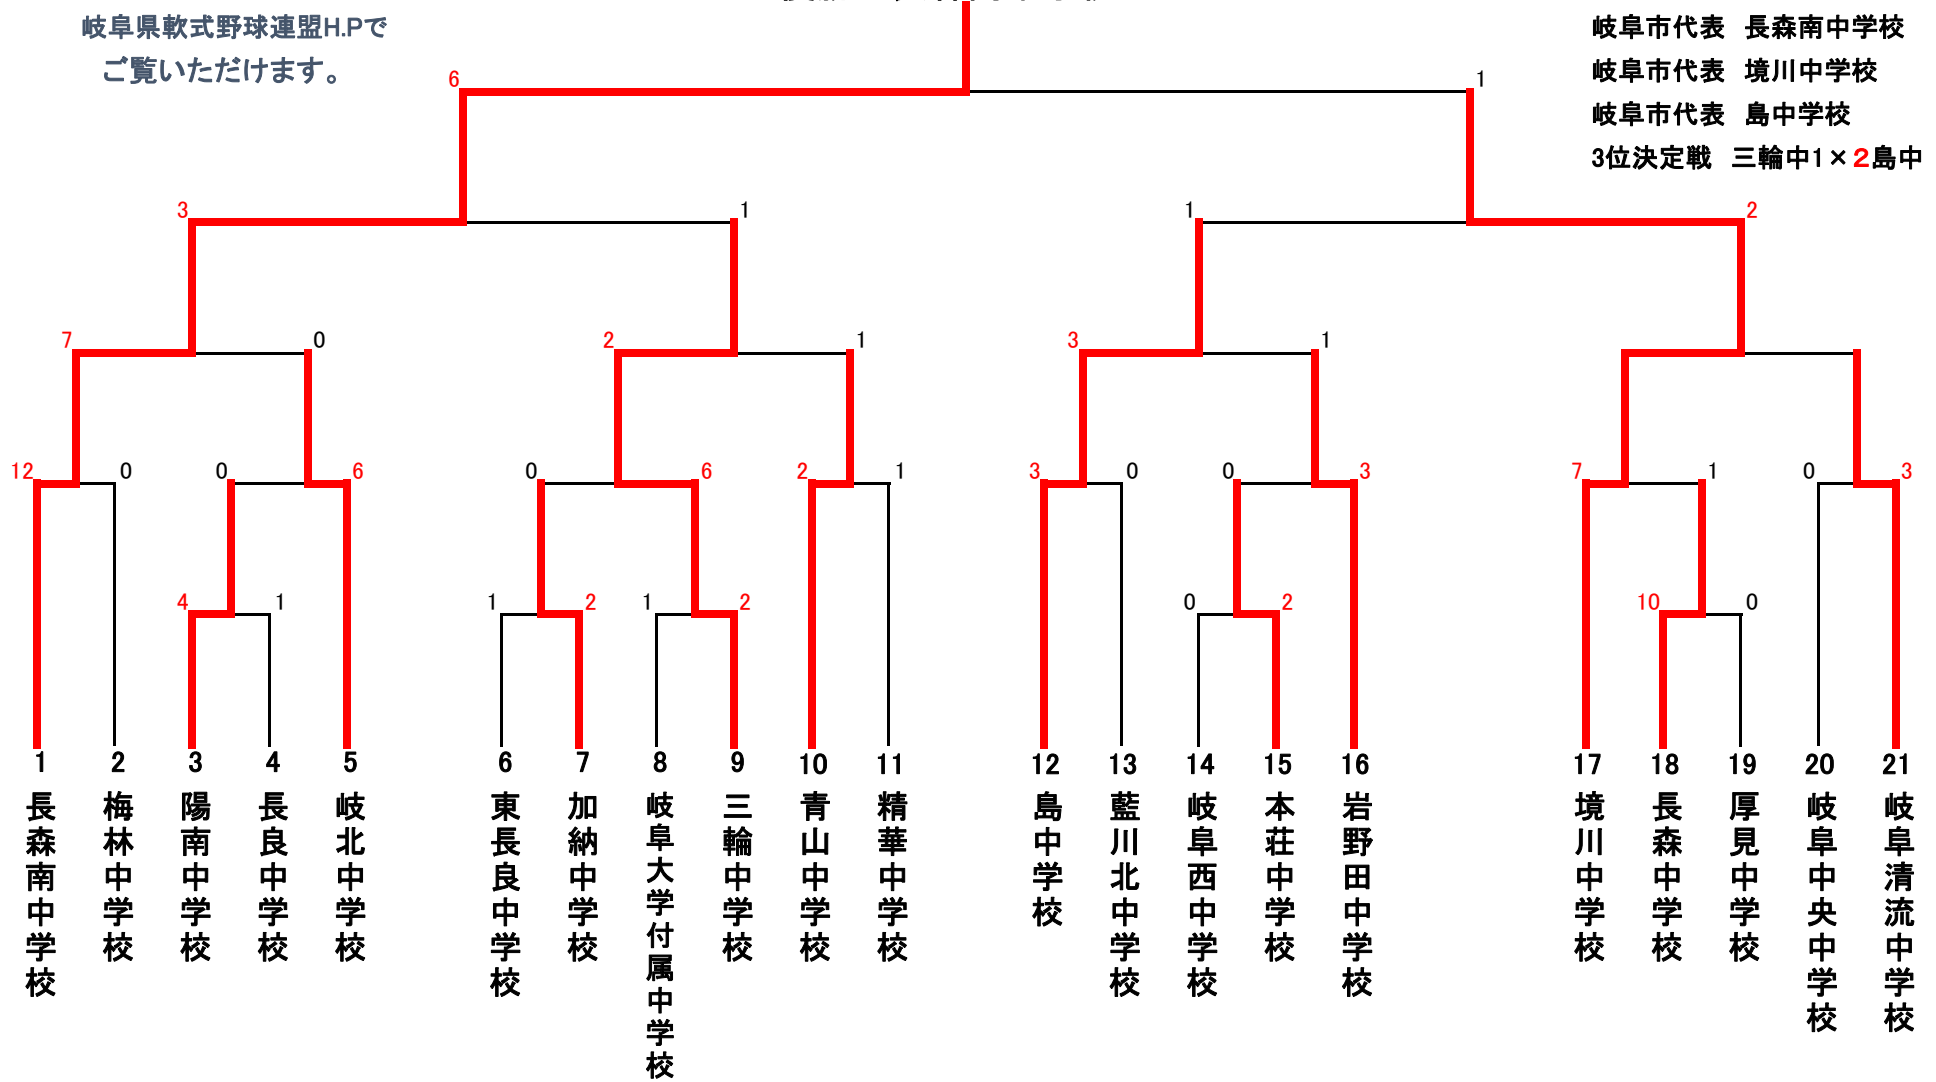 岐阜県軟式野球連盟H.Pで
ご覧いただけます。
岐阜市代表　長森南中学校
岐阜市代表　境川中学校
岐阜市代表　島中学校
3位決定戦　三輪中1×２島中
6
1
3
1
1
2
7
0
2
1
3
1
12
0
0
6
0
6
2
1
3
0
0
3
7
1
0
3
4
1
1
2
1
2
0
2
10
0
1
2
3
4
5
6
7
8
9
10
11
12
13
14
15
16
17
18
19
20
21
長森南中学校
梅林中学校
陽南中学校
長良中学校
岐北中学校
東長良中学校
加納中学校
岐阜大学付属中学校
三輪中学校
青山中学校
精華中学校
島中学校
藍川北中学校
岐阜西中学校
本荘中学校
岩野田中学校
境川中学校
長森中学校
厚見中学校
岐阜中央中学校
岐阜清流中学校